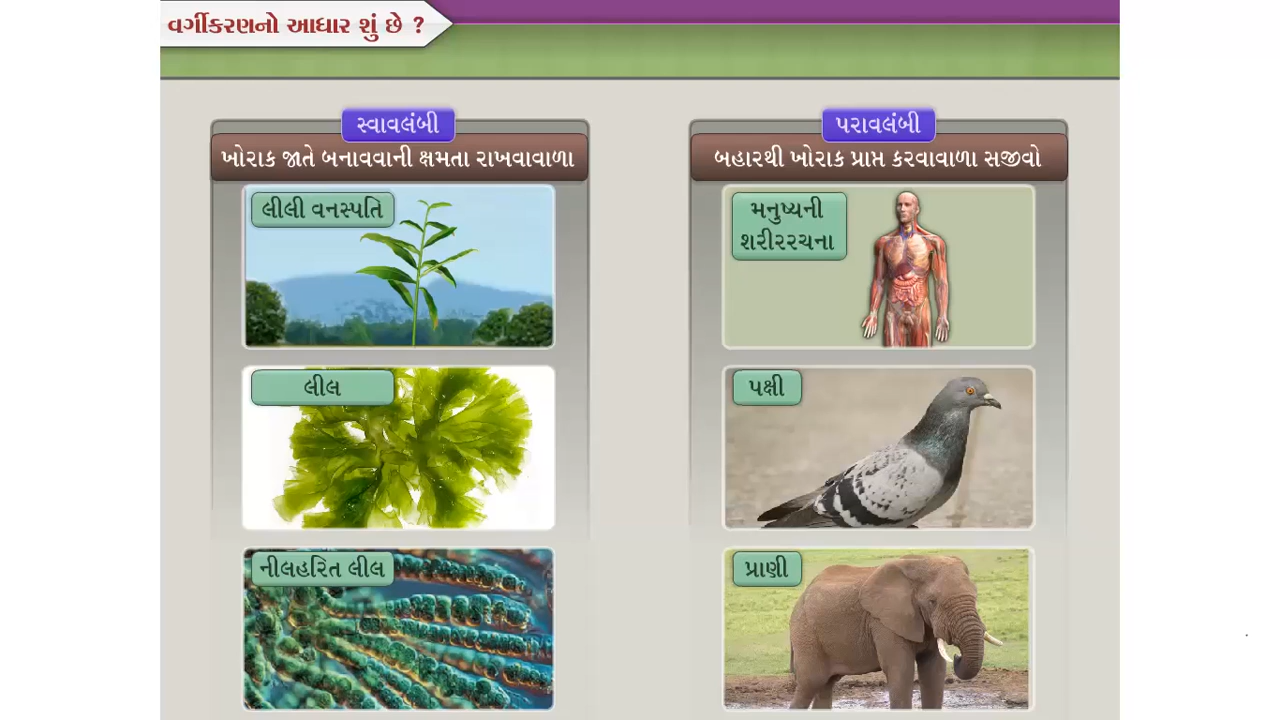 વર્ગીકરણનો આધાર શું છે ?
સ્વાવલંબી
ખોરાક જાતે બનાવવાની ક્ષમતા રાખવાવાળા
લીલી વનસ્પતિ
લીલ
નીલહરિત લીલ
પરાવલંબી
બહારથી ખોરાક પ્રાપ્ત કરવાવાળા સજીવો
મનુષ્યની
શરીરરચના
પક્ષી
પ્રાણી